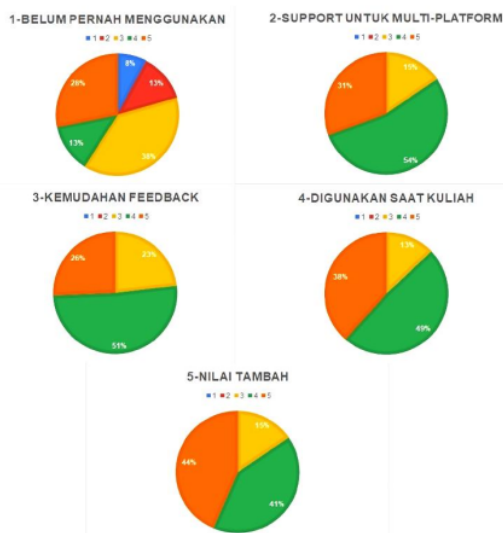 1-BELUM PERNAH MENGGUNAKAN
1 2 3 4 5
8%
13%
38%
13%
28%
2-SUPPORT UNTUK MULTI-PLATFORM
1 2 3 4 5
15%
54%
31%
3-KEMUDAHAN FEEDBACK
1 2 3 4 5
23%
51%
26%
4-DIGUNAKAN SAAT KULIAH
1 2 3 4 5
13%
49%
38%
5-NILAI TAMBAH
1 2 3 4 5
15%
41%
44%